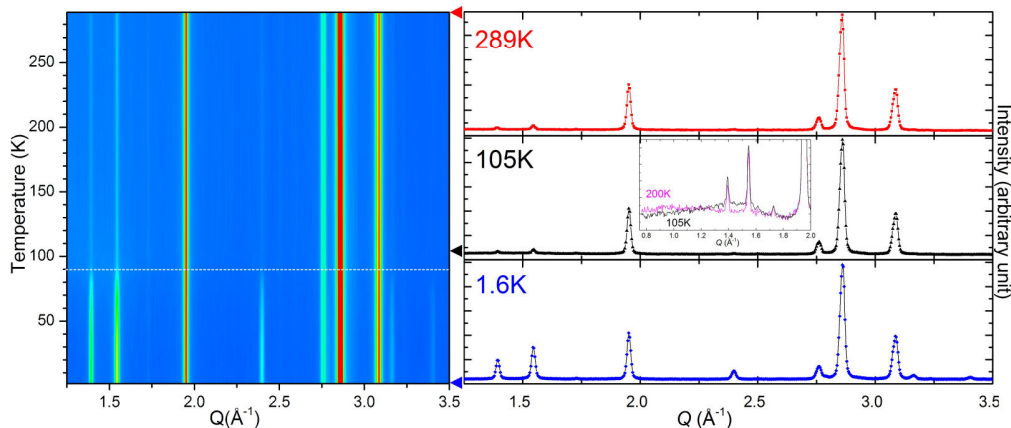 Temperature (K)
250
200
150
100
50
1.5
2.0
2.5
3.0
3.5
Q(Å⁻¹)
289K
105K
200K
105K
0.8
1.0
1.2
1.4
1.6
1.8
2.0
Q (Å⁻¹)
1.6K
1.5
2.0
2.5
3.0
3.5
Q (Å⁻¹)
Intensity (arbitrary unit)